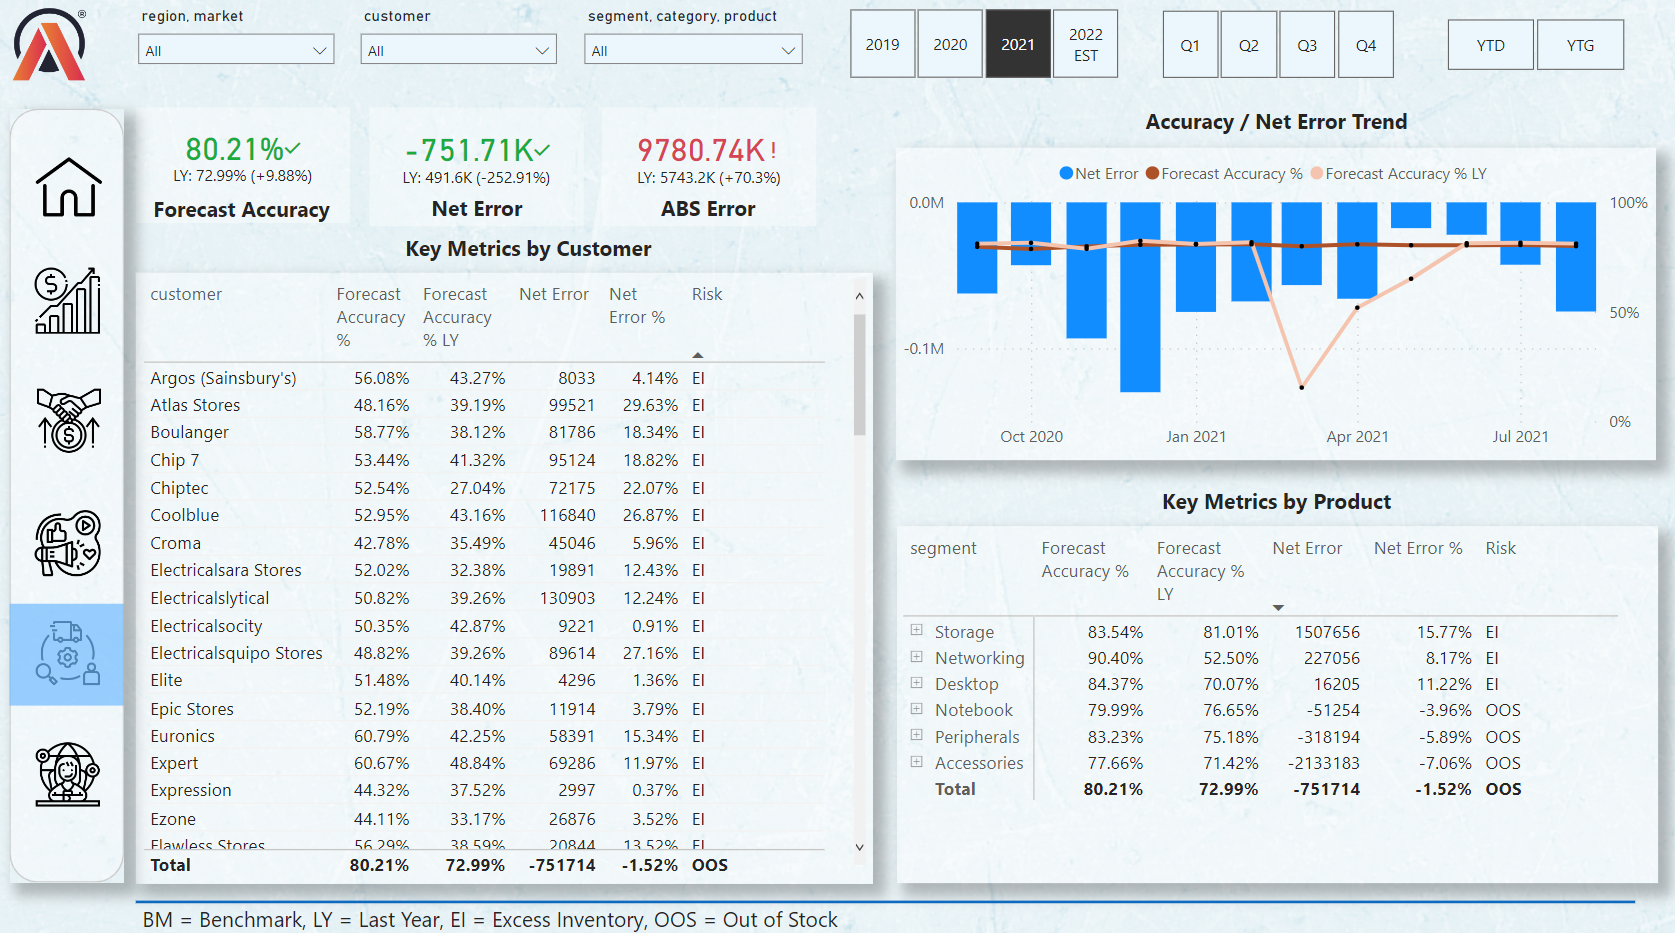 region, market
customer
segment, category, product
All
All
All
2019
2020
2021
2022
EST
Q1
Q2
Q3
Q4
YTD
YTG
80.21%
LY: 72.99% (+9.88%)
Forecast Accuracy
-751.71K
LY: 491.6K (-252.91%)
Net Error
9780.74K !
LY: 5743.2K (+70.3%)
ABS Error
Key Metrics by Customer
customer Forecast Accuracy % Forecast Accuracy % LY Net Error Net Error % Risk
Argos (Sainsbury's) 56.08% 43.27% 8033 4.14% EI
Atlas Stores 48.16% 39.19% 99521 29.63% EI
Boulanger 58.77% 38.12% 81786 18.34% EI
Chip 7 53.44% 41.32% 95124 18.82% EI
Chiptec 52.54% 27.04% 72175 22.07% EI
Coolblue 52.95% 43.16% 116840 26.87% EI
Croma 42.78% 35.49% 45046 5.96% EI
Electricalsara Stores 52.02% 32.38% 19891 12.43% EI
Electricalslytical 50.82% 39.26% 130903 12.24% EI
Electricalsocity 50.35% 42.87% 9221 0.91% EI
Electricalsquipo Stores 48.82% 39.26% 89614 27.16% EI
Elite 51.48% 40.14% 4296 1.36% EI
Epic Stores 52.19% 38.40% 11914 3.79% EI
Euronics 60.79% 42.25% 58391 15.34% EI
Expert 60.67% 48.84% 69286 11.97% EI
Expression 44.32% 37.52% 2997 0.37% EI
Ezone 44.11% 33.17% 26876 3.52% EI
Flawless Stores 56.29% 38.59% 20844 13.52% EI
Total 80.21% 72.99% -751714 -1.52% OOS
Accuracy / Net Error Trend
Net Error Forecast Accuracy % Forecast Accuracy % LY
0.0M
-0.1M
100%
50%
0%
Oct 2020 Jan 2021 Apr 2021 Jul 2021
Key Metrics by Product
segment Forecast Accuracy % Forecast Accuracy % LY Net Error Net Error % Risk
Storage 83.54% 81.01% 1507656 15.77% EI
Networking 90.40% 52.50% 227056 8.17% EI
Desktop 84.37% 70.07% 16205 11.22% EI
Notebook 79.99% 76.65% -51254 -3.96% OOS
Peripherals 83.23% 75.18% -318194 -5.89% OOS
Accessories 77.66% 71.42% -2133183 -7.06% OOS
Total 80.21% 72.99% -751714 -1.52% OOS
BM = Benchmark, LY = Last Year, EI = Excess Inventory, OOS = Out of Stock